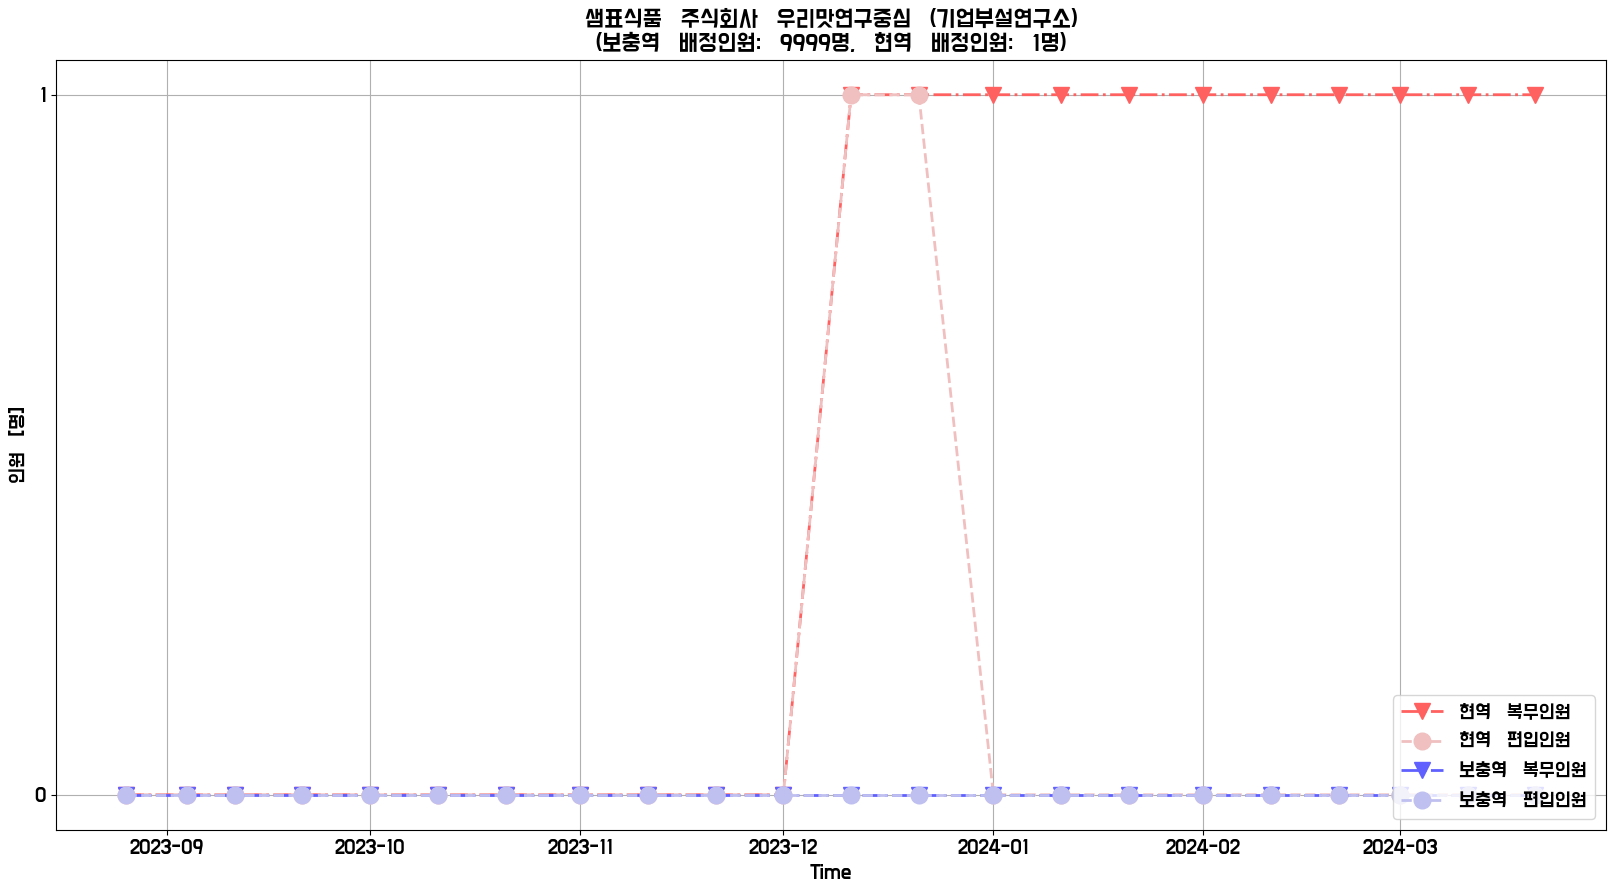 샘표식품 주식회사 우리맛연구중심 (기업부설연구소)
(보충역 배정인원: 9999명, 현역 배정인원: 1명)
1
0
인원 [명]
2023-09 2023-10 2023-11 2023-12 2024-01 2024-02 2024-03
Time
현역 복무인원
현역 편입인원
보충역 복무인원
보충역 편입인원